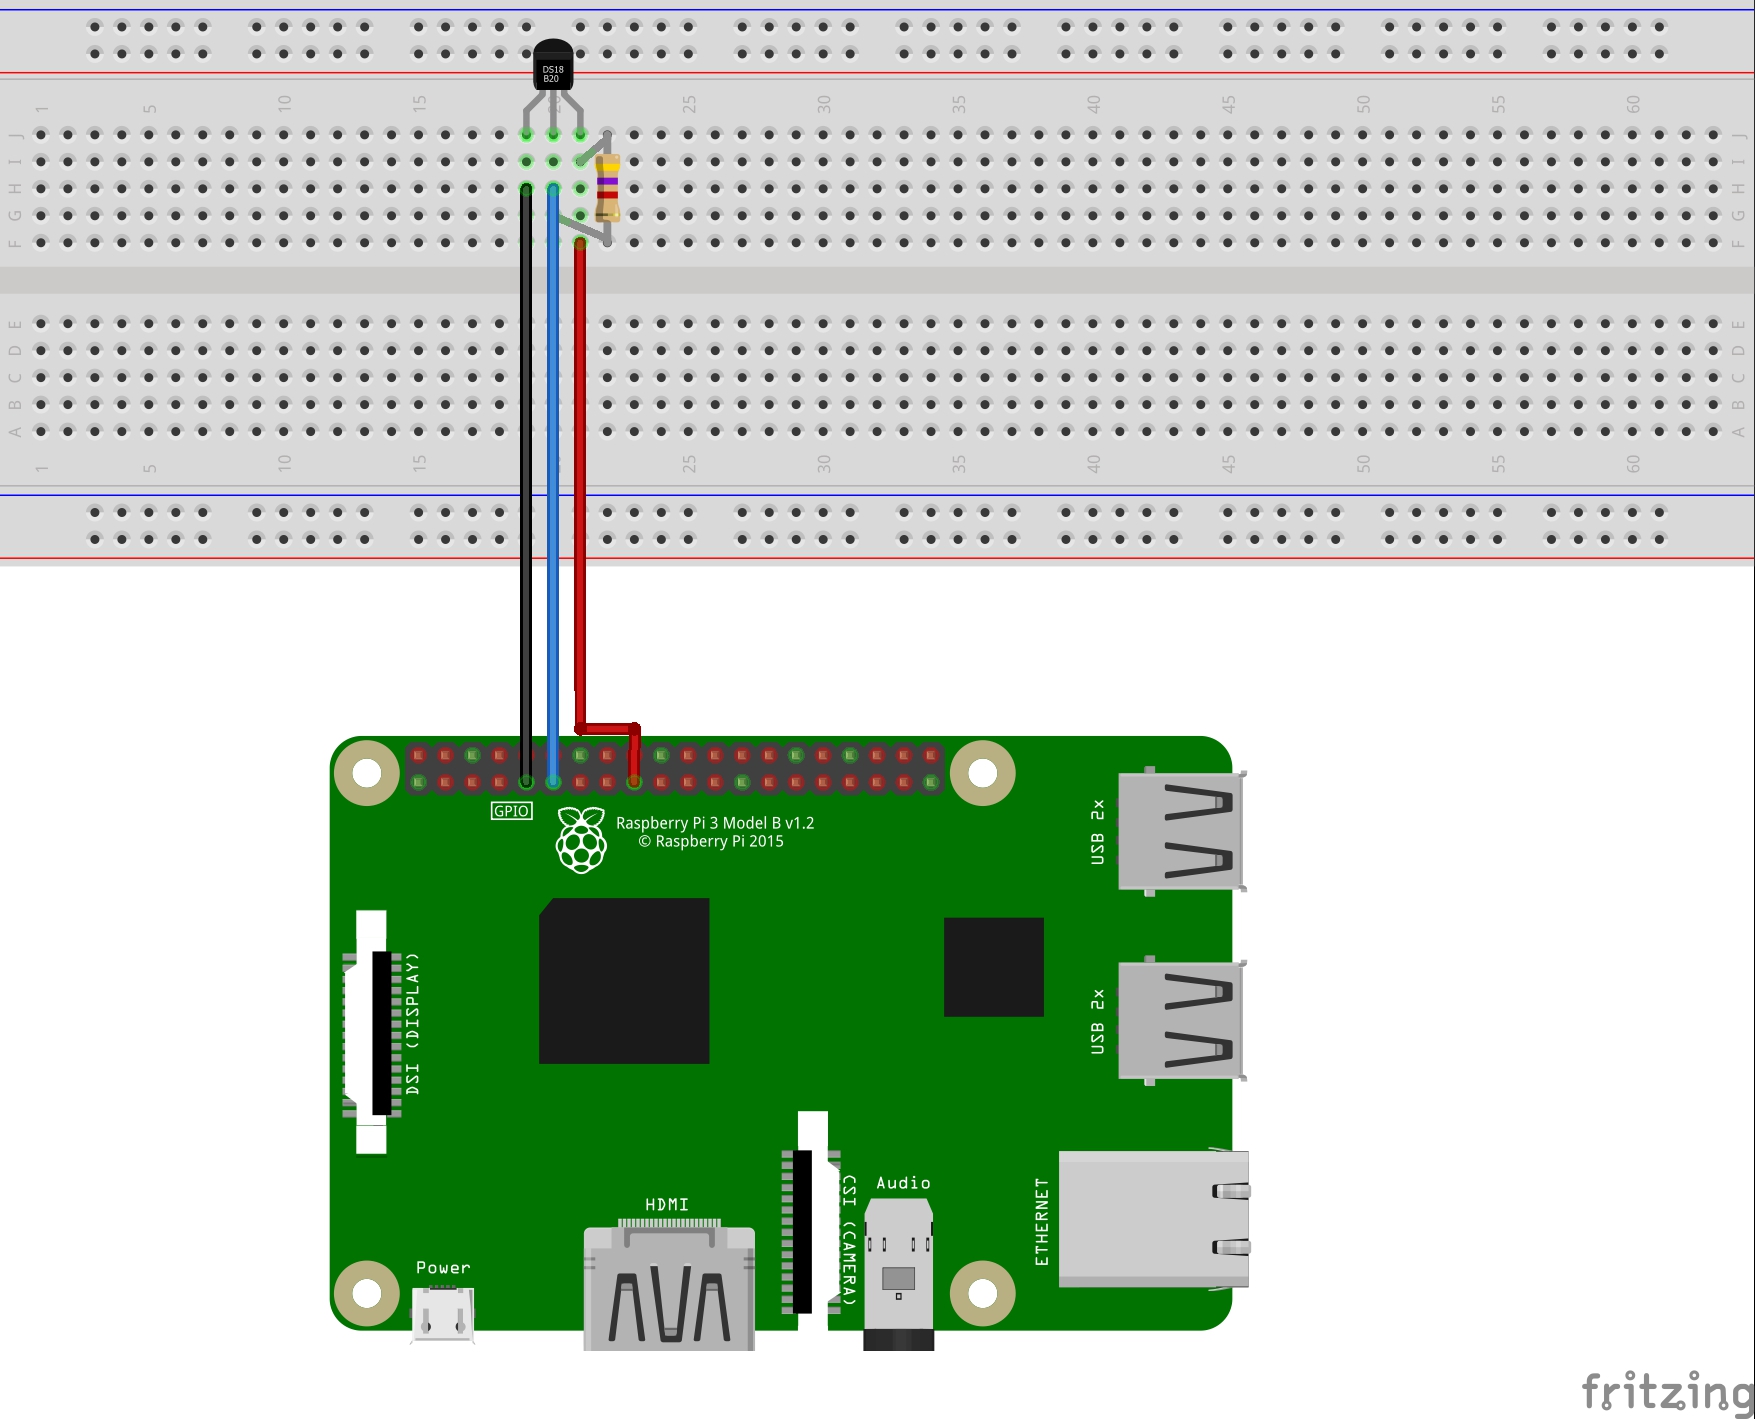 DS18
B20
1 5 10 15 20 25 30 35 40 45 50 55 60
J J
I I
H H
G G
F F
E E
D D
C C
B B
A A
1 5 10 15 25 30 35 40 45 50 55 60
GPIO
Raspberry Pi 3 Model B v1.2
© Raspberry Pi 2015
USB 2x
DSI (DISPLAY)
USB 2x
HDMI
CSI (CAMERA)
Audio
ETHERNET
Power
fritzing